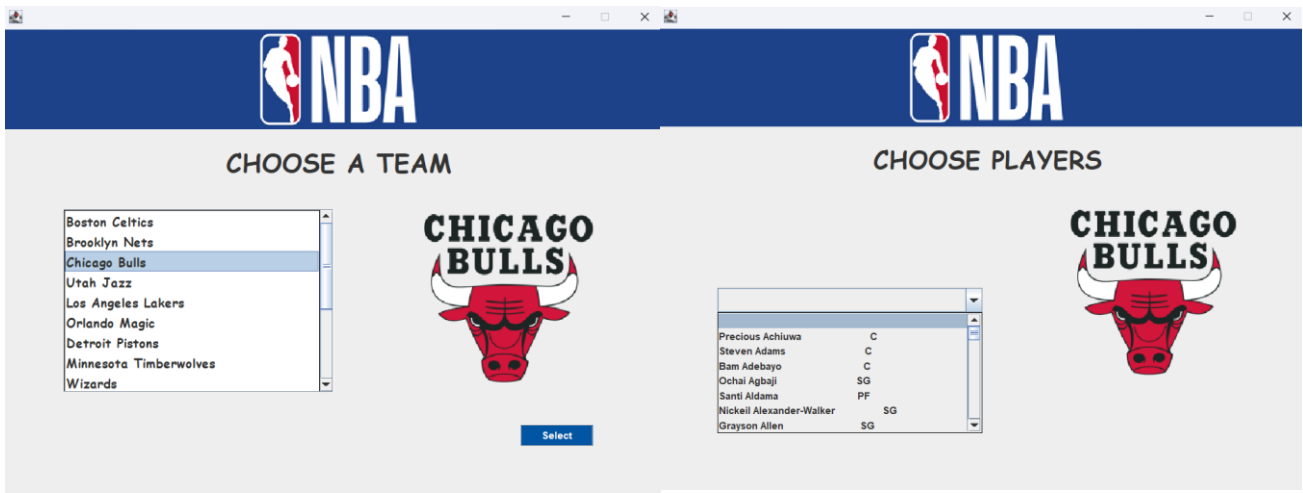 NBA
CHOOSE A TEAM
Boston Celtics
Brooklyn Nets
Chicago Bulls
Utah Jazz
Los Angeles Lakers
Orlando Magic
Detroit Pistons
Minnesota Timberwolves
Wizards
CHICAGO
BULLS
Select
NBA
CHOOSE PLAYERS
CHICAGO
BULLS
Precious Achiuwa C
Steven Adams C
Bam Adebayo C
Ochai Agbaji SG
Santi Aldama PF
Nickeil Alexander-Walker SG
Grayson Allen SG